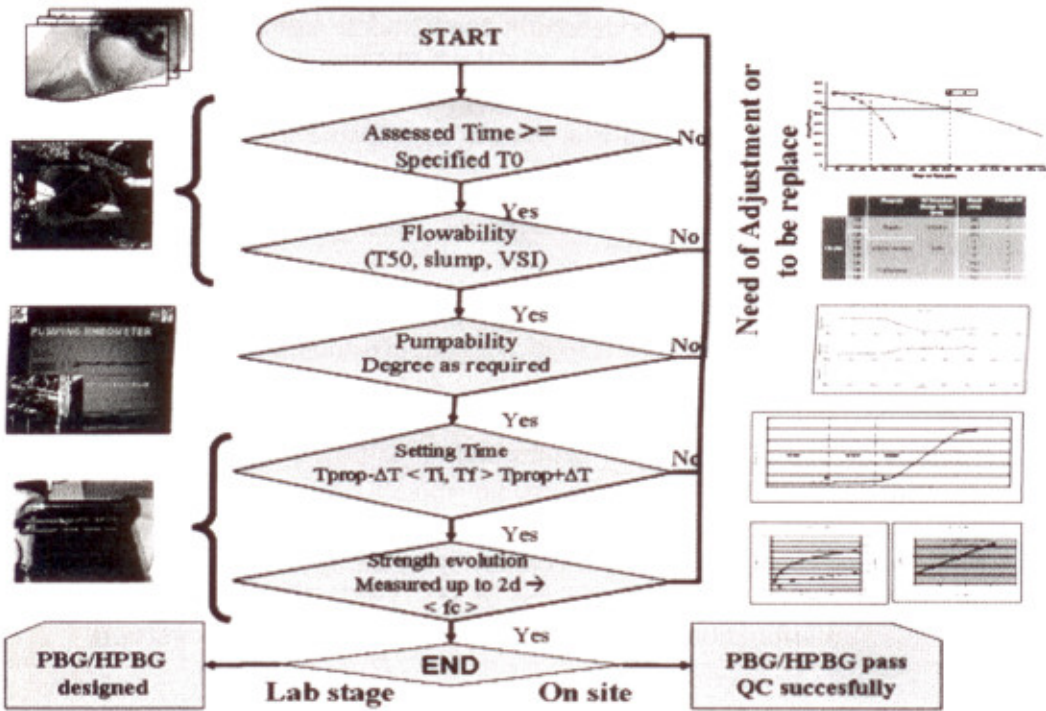 START
Assessed Time >=
Specified T0
No
Yes
Flowability
(T50, slump, VSI)
No
Yes
Pumpability
Degree as required
No
Yes
Setting Time
Tprop-ΔT < Ti, Tf > Tprop+ΔT
No
Yes
Strength evolution
Measured up to 2d →
< fc >
Yes
END
PBG/HPBG
designed
Lab stage
On site
PBG/HPBG pass
QC succesfully
Need of Adjustment or
to be replace
PUMPING RHEOMETER